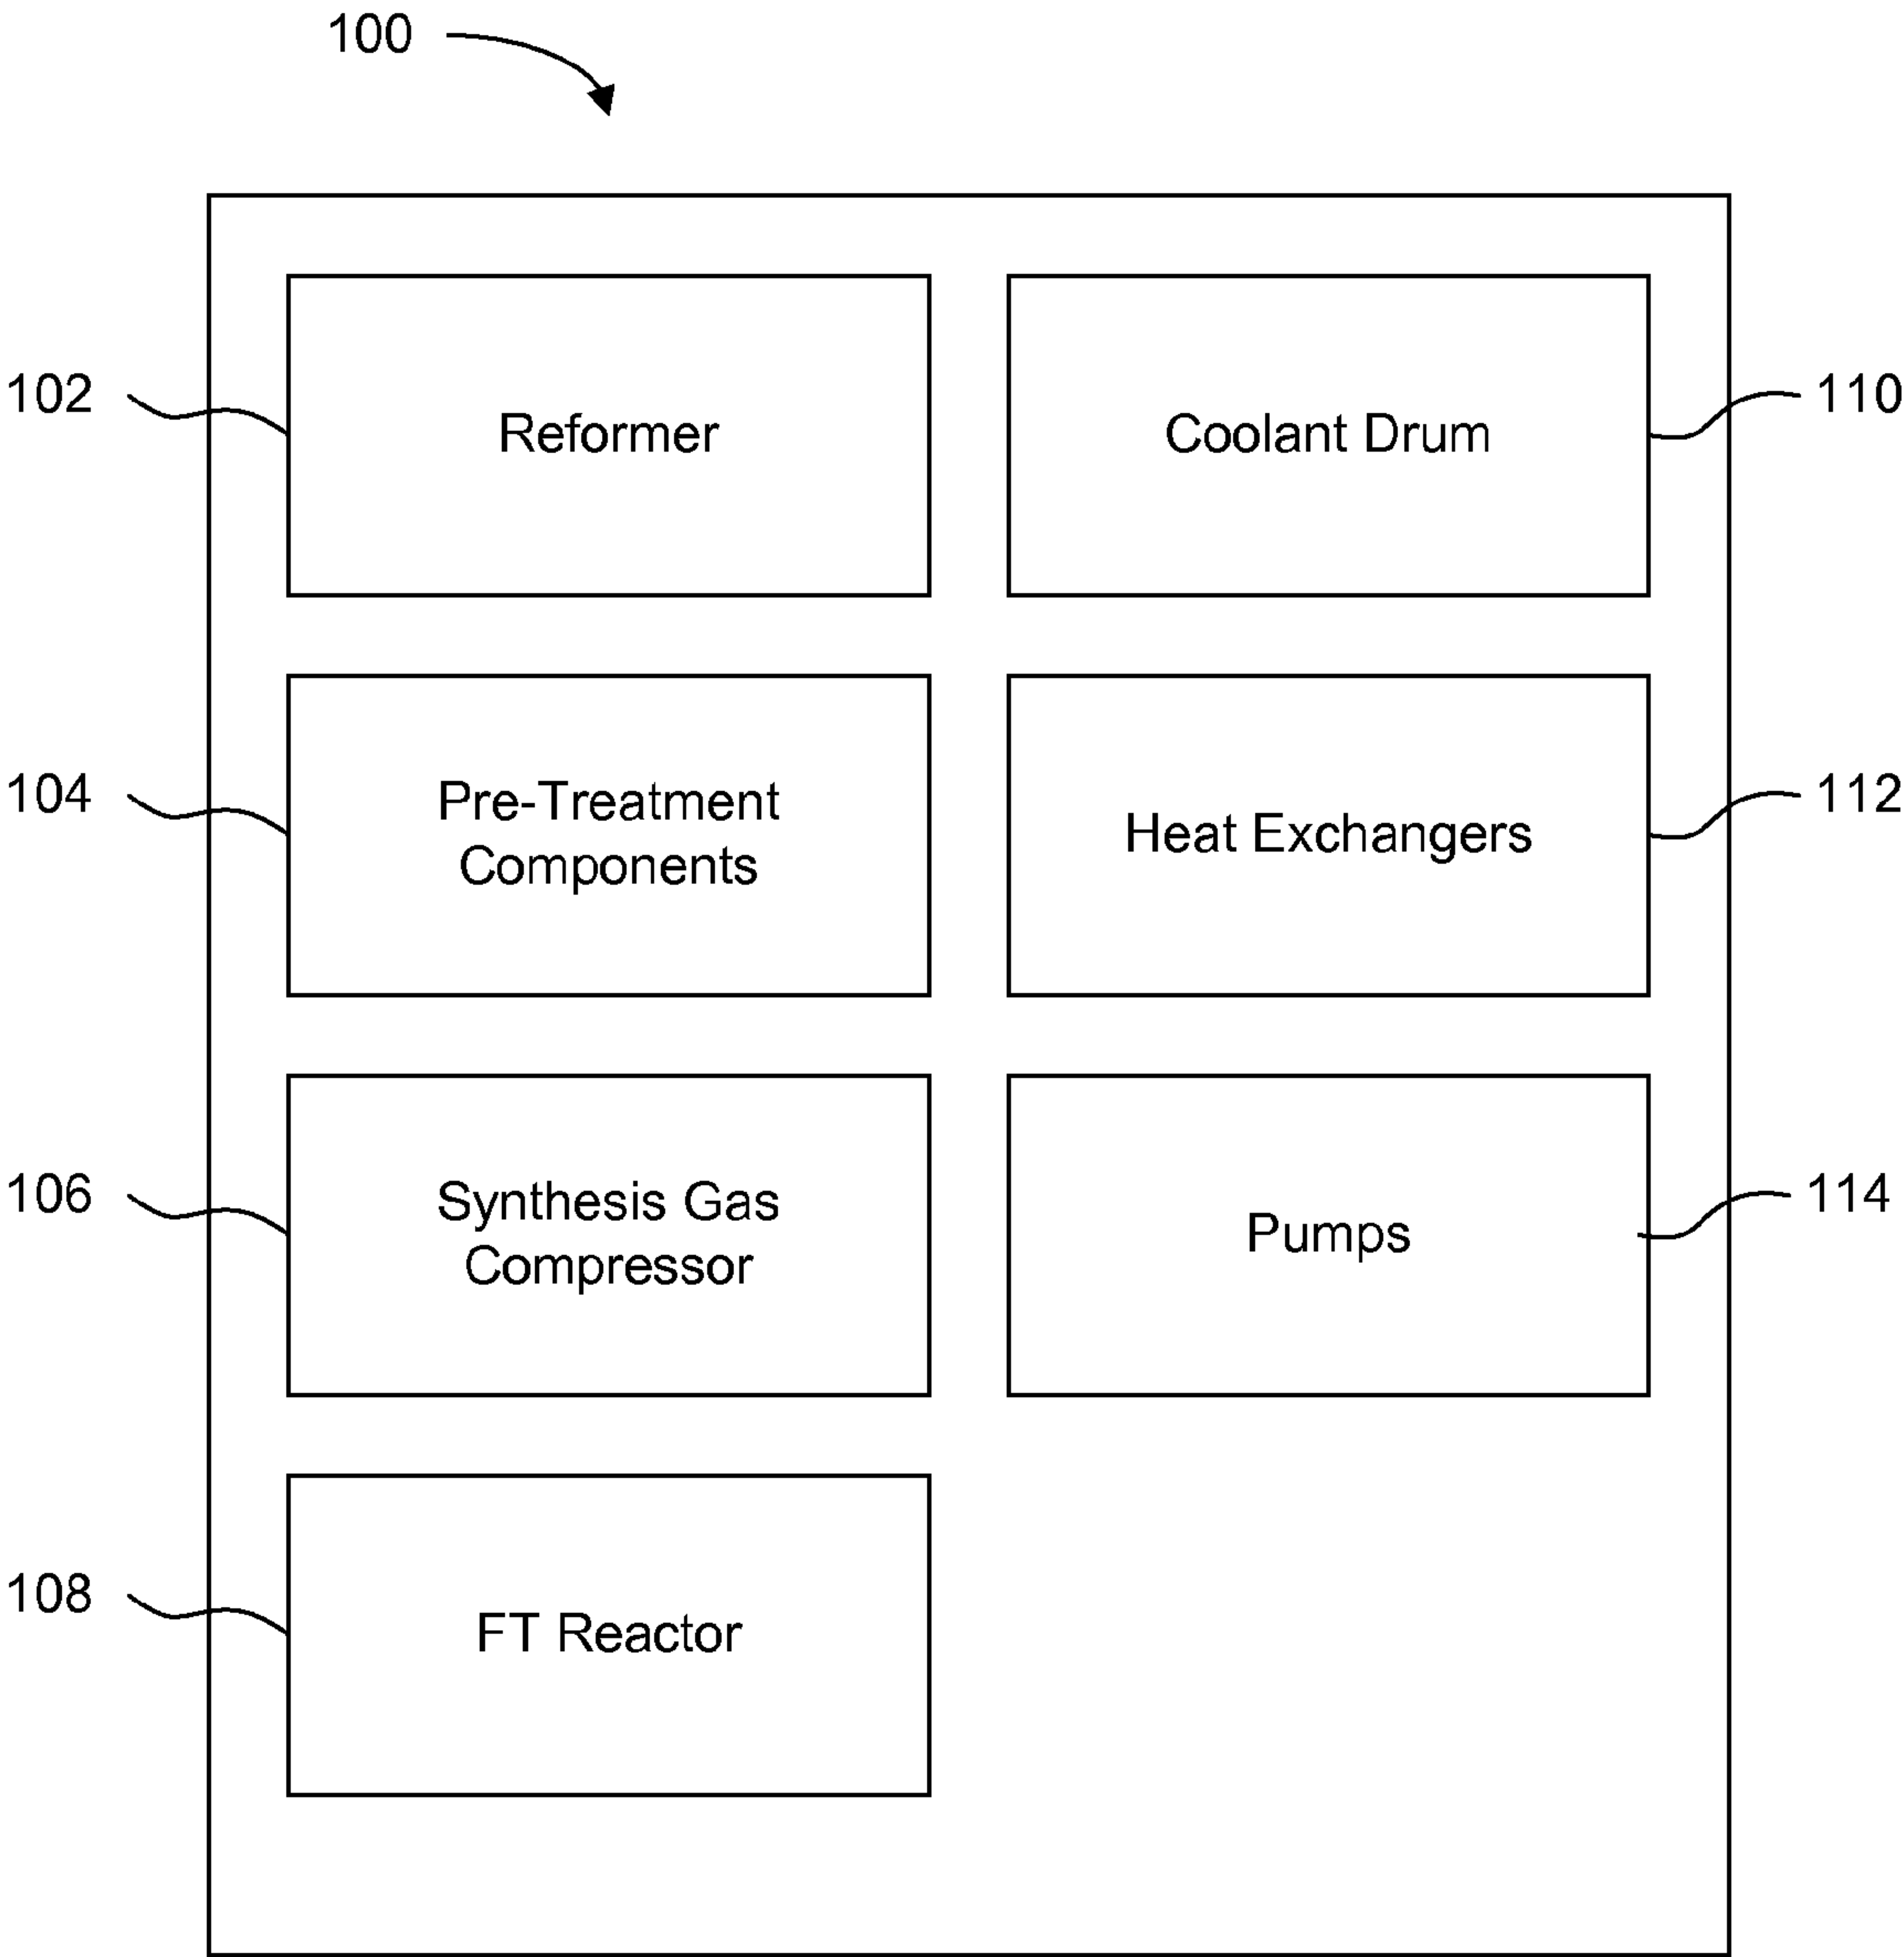 100
102
Reformer
Coolant Drum
110
104
Pre-Treatment
Components
Heat Exchangers
112
106
Synthesis Gas
Compressor
Pumps
114
108
FT Reactor